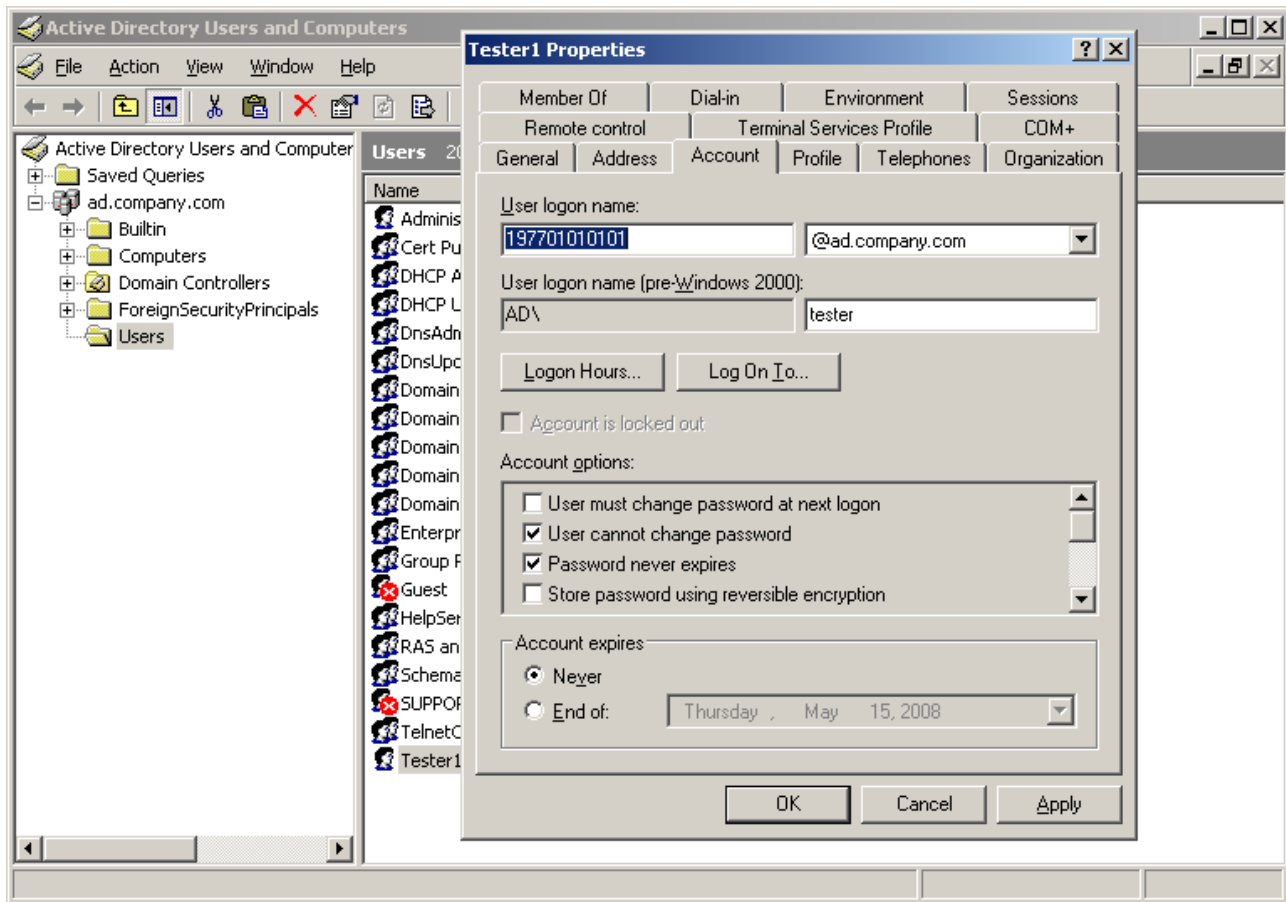 Active Directory Users and Computers
File Action View Window Help
Active Directory Users and Computer
Saved Queries
ad.company.com
Builtin
Computers
Domain Controllers
ForeignSecurityPrincipals
Users
Users 20
Name
Adminis
Cert Pu
DHCP A
DHCP L
DnsAdm
DnsUpd
Domain
Domain
Domain
Domain
Domain
Enterpr
Group P
Guest
HelpSer
RAS an
Schema
SUPPOR
TelnetC
Tester1
Tester1 Properties
Member Of Dial-in Environment Sessions
Remote control Terminal Services Profile COM+
General Address Account Profile Telephones Organization
User logon name:
197701010101 @ad.company.com
User logon name (pre-Windows 2000):
AD\ tester
Logon Hours... Log On To...
Account is locked out
Account options:
User must change password at next logon
User cannot change password
Password never expires
Store password using reversible encryption
Account expires
Never
End of: Thursday , May 15, 2008
OK Cancel Apply